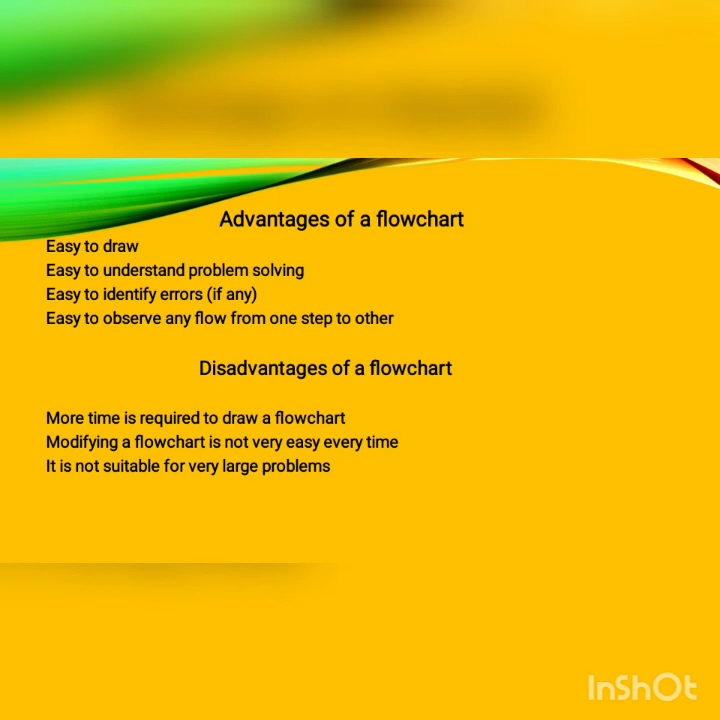 Advantages of a flowchart
Easy to draw
Easy to understand problem solving
Easy to identify errors (if any)
Easy to observe any flow from one step to other
Disadvantages of a flowchart
More time is required to draw a flowchart
Modifying a flowchart is not very easy every time
It is not suitable for very large problems
InShOt